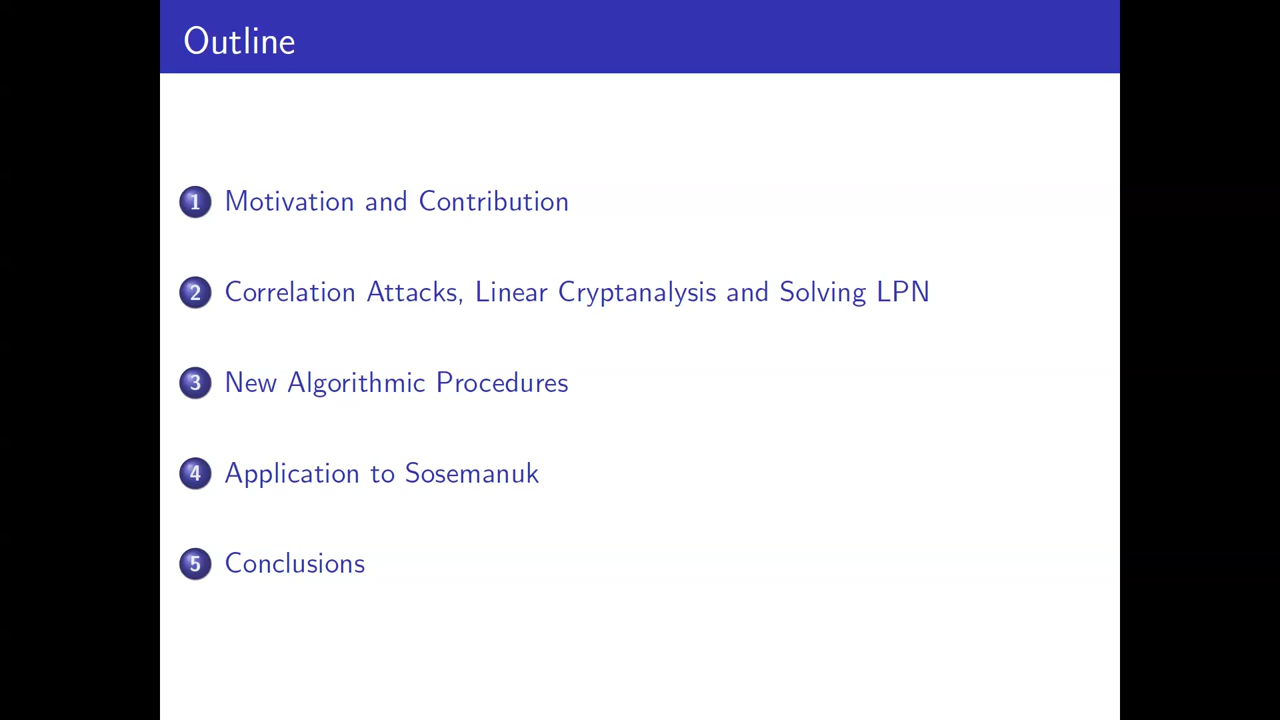 Outline
1 Motivation and Contribution
2 Correlation Attacks, Linear Cryptanalysis and Solving LPN
3 New Algorithmic Procedures
4 Application to Sosemanuk
5 Conclusions